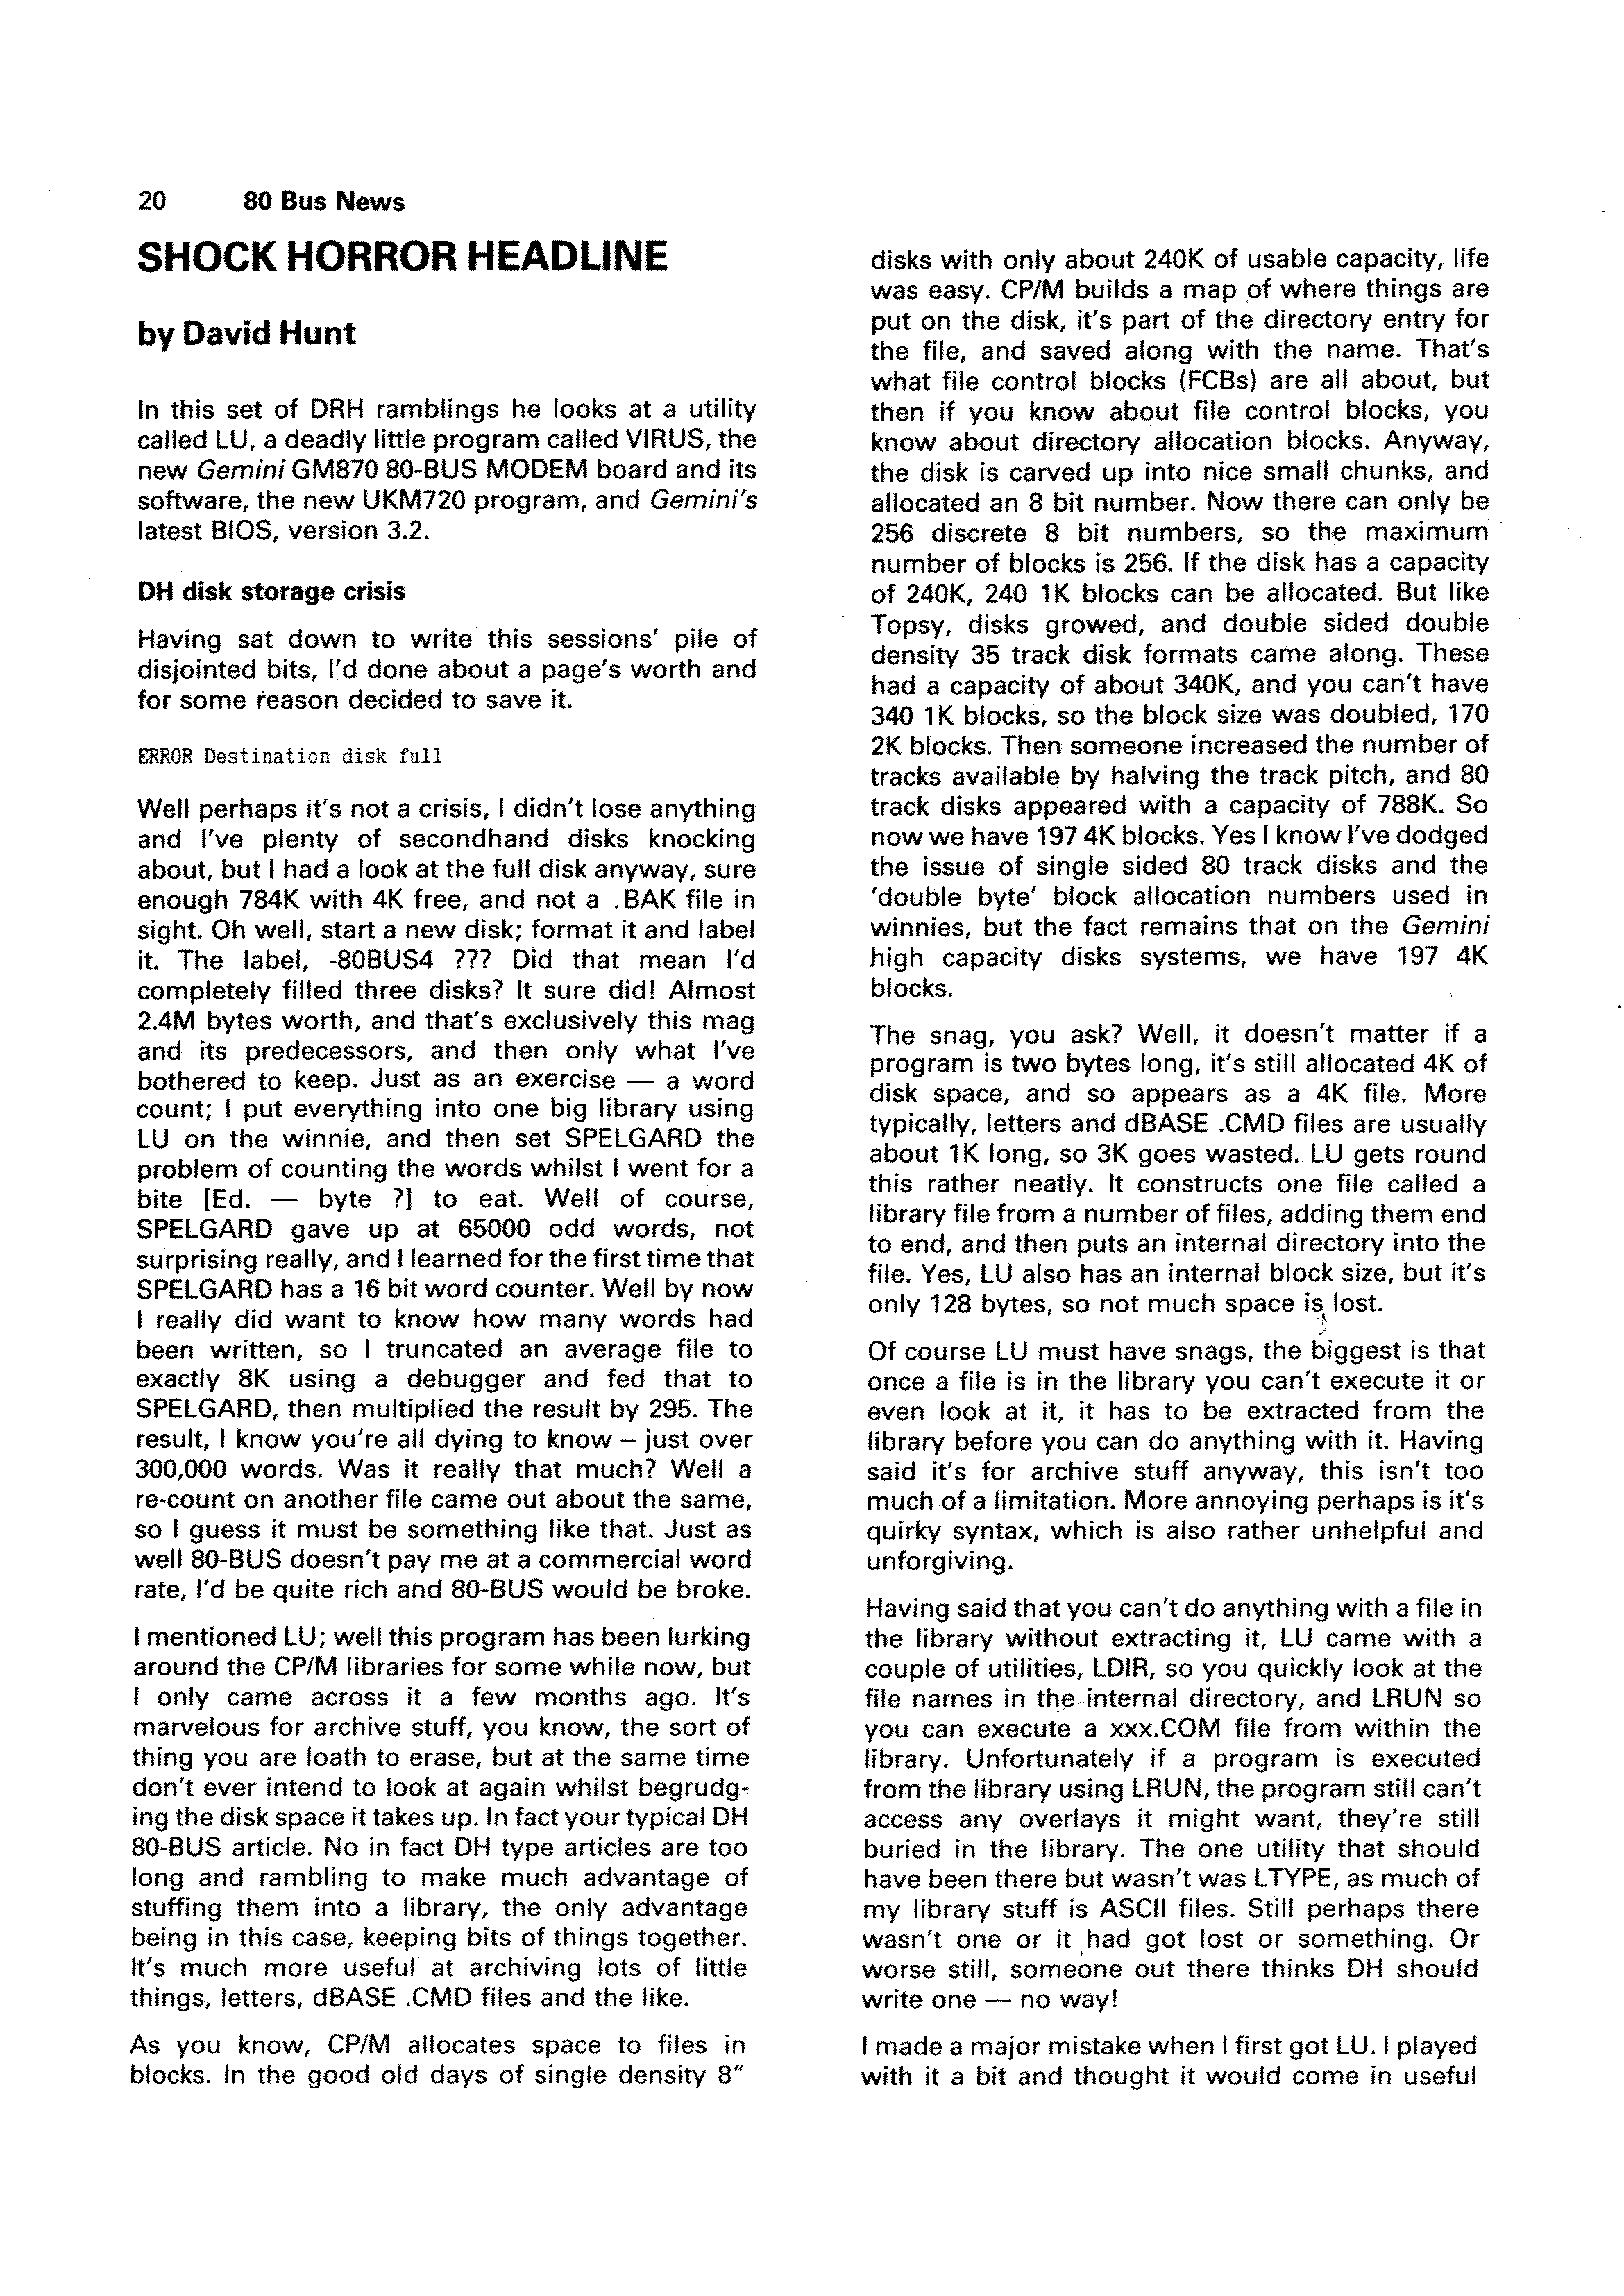 20 80 Bus News
SHOCK HORROR HEADLINE
by David Hunt
In this set of DRH ramblings he looks at a utility
called LU, a deadly little program called VIRUS, the
new Gemini GM870 80-BUS MODEM board and its
software, the new UKM720 program, and Gemini's
latest BIOS, version 3.2.
DH disk storage crisis
Having sat down to write this sessions' pile of
disjointed bits, I'd done about a page's worth and
for some reason decided to save it.
ERROR Destination disk full
Well perhaps it's not a crisis, I didn't lose anything
and I've plenty of secondhand disks knocking
about, but I had a look at the full disk anyway, sure
enough 784K with 4K free, and not a .BAK file in
sight. Oh well, start a new disk; format it and label
it. The label, -80BUS4 ??? Did that mean I'd
completely filled three disks? It sure did! Almost
2.4M bytes worth, and that's exclusively this mag
and its predecessors, and then only what I've
bothered to keep. Just as an exercise — a word
count; I put everything into one big library using
LU on the winnie, and then set SPELGARD the
problem of counting the words whilst I went for a
bite [Ed. — byte ?] to eat. Well of course,
SPELGARD gave up at 65000 odd words, not
surprising really, and I learned for the first time that
SPELGARD has a 16 bit word counter. Well by now
I really did want to know how many words had
been written, so I truncated an average file to
exactly 8K using a debugger and fed that to
SPELGARD, then multiplied the result by 295. The
result, I know you're all dying to know – just over
300,000 words. Was it really that much? Well a
re-count on another file came out about the same,
so I guess it must be something like that. Just as
well 80-BUS doesn't pay me at a commercial word
rate, I'd be quite rich and 80-BUS would be broke.
I mentioned LU; well this program has been lurking
around the CP/M libraries for some while now, but
I only came across it a few months ago. It's
marvelous for archive stuff, you know, the sort of
thing you are loath to erase, but at the same time
don't ever intend to look at again whilst begrudg-
ing the disk space it takes up. In fact your typical DH
80-BUS article. No in fact DH type articles are too
long and rambling to make much advantage of
stuffing them into a library, the only advantage
being in this case, keeping bits of things together.
It's much more useful at archiving lots of little
things, letters, dBASE .CMD files and the like.
As you know, CP/M allocates space to files in
blocks. In the good old days of single density 8"
disks with only about 240K of usable capacity, life
was easy. CP/M builds a map of where things are
put on the disk, it's part of the directory entry for
the file, and saved along with the name. That's
what file control blocks (FCBs) are all about, but
then if you know about file control blocks, you
know about directory allocation blocks. Anyway,
the disk is carved up into nice small chunks, and
allocated an 8 bit number. Now there can only be
256 discrete 8 bit numbers, so the maximum
number of blocks is 256. If the disk has a capacity
of 240K, 240 1K blocks can be allocated. But like
Topsy, disks growed, and double sided double
density 35 track disk formats came along. These
had a capacity of about 340K, and you can't have
340 1K blocks, so the block size was doubled, 170
2K blocks. Then someone increased the number of
tracks available by halving the track pitch, and 80
track disks appeared with a capacity of 788K. So
now we have 197 4K blocks. Yes I know I've dodged
the issue of single sided 80 track disks and the
'double byte' block allocation numbers used in
winnies, but the fact remains that on the Gemini
high capacity disks systems, we have 197 4K
blocks.
The snag, you ask? Well, it doesn't matter if a
program is two bytes long, it's still allocated 4K of
disk space, and so appears as a 4K file. More
typically, letters and dBASE .CMD files are usually
about 1K long, so 3K goes wasted. LU gets round
this rather neatly. It constructs one file called a
library file from a number of files, adding them end
to end, and then puts an internal directory into the
file. Yes, LU also has an internal block size, but it's
only 128 bytes, so not much space is lost.
Of course LU must have snags, the biggest is that
once a file is in the library you can't execute it or
even look at it, it has to be extracted from the
library before you can do anything with it. Having
said it's for archive stuff anyway, this isn't too
much of a limitation. More annoying perhaps is it's
quirky syntax, which is also rather unhelpful and
unforgiving.
Having said that you can't do anything with a file in
the library without extracting it, LU came with a
couple of utilities, LDIR, so you quickly look at the
file names in the internal directory, and LRUN so
you can execute a xxx.COM file from within the
library. Unfortunately if a program is executed
from the library using LRUN, the program still can't
access any overlays it might want, they're still
buried in the library. The one utility that should
have been there but wasn't was LTYPE, as much of
my library stuff is ASCII files. Still perhaps there
wasn't one or it had got lost or something. Or
worse still, someone out there thinks DH should
write one — no way!
I made a major mistake when I first got LU. I played
with it a bit and thought it would come in useful